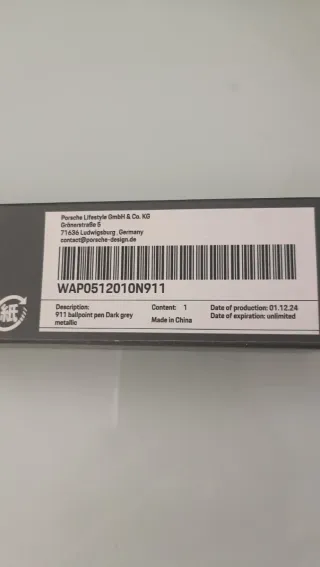 Porsche Lifestyle GmbH & Co. KG
Grönerstraße 5
71636 Ludwigsburg , Germany
contact@porsche-design.de
WAP0512010N911
Description:
911 ballpoint pen Dark grey
metallic
Content: 1
Made in China
Date of production: 01.12.24
Date of expiration: unlimited
紙